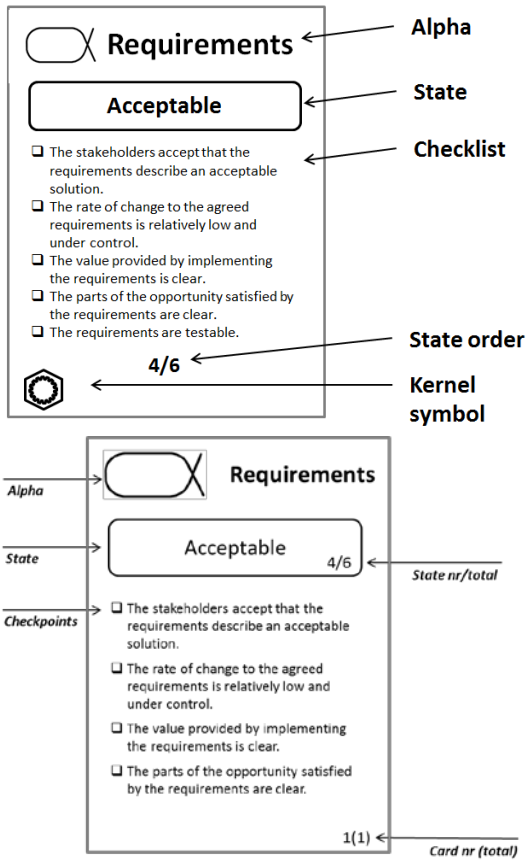 Requirements
Alpha
Acceptable
State
Checklist
❑ The stakeholders accept that the
requirements describe an acceptable
solution.
❑ The rate of change to the agreed
requirements is relatively low and
under control.
❑ The value provided by implementing
the requirements is clear.
❑ The parts of the opportunity satisfied by
the requirements are clear.
❑ The requirements are testable.
4/6
State order
Kernel
symbol
Requirements
Alpha
Acceptable
4/6
State
State nr/total
Checkpoints
❑ The stakeholders accept that the
requirements describe an acceptable
solution.
❑ The rate of change to the agreed
requirements is relatively low and
under control.
❑ The value provided by implementing
the requirements is clear.
❑ The parts of the opportunity satisfied
by the requirements are clear.
1(1)
Card nr (total)